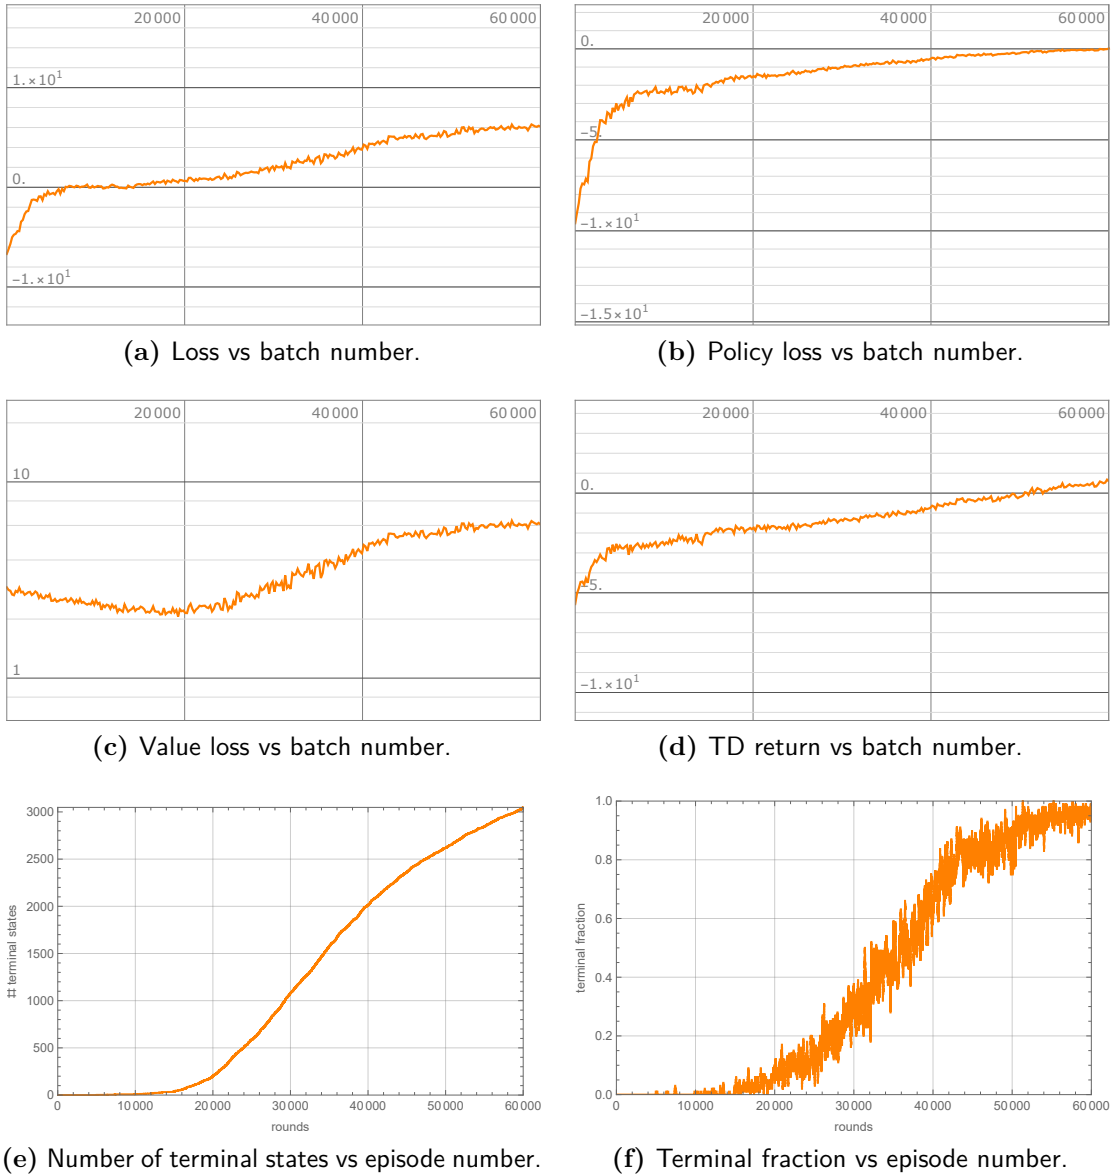 20000 40000 60000
1.×10¹
0.
-1.×10¹
(a) Loss vs batch number.
20000 40000 60000
0.
-5.
-1.×10¹
-1.5×10¹
(b) Policy loss vs batch number.
20000 40000 60000
10
1
(c) Value loss vs batch number.
20000 40000 60000
0.
-5.
-1.×10¹
(d) TD return vs batch number.
3000
2500
2000
1500
1000
500
0
# terminal states
0 10000 20000 30000 40000 50000 60000
rounds
(e) Number of terminal states vs episode number.
1.0
0.8
0.6
0.4
0.2
0.0
terminal fraction
0 10000 20000 30000 40000 50000 60000
rounds
(f) Terminal fraction vs episode number.